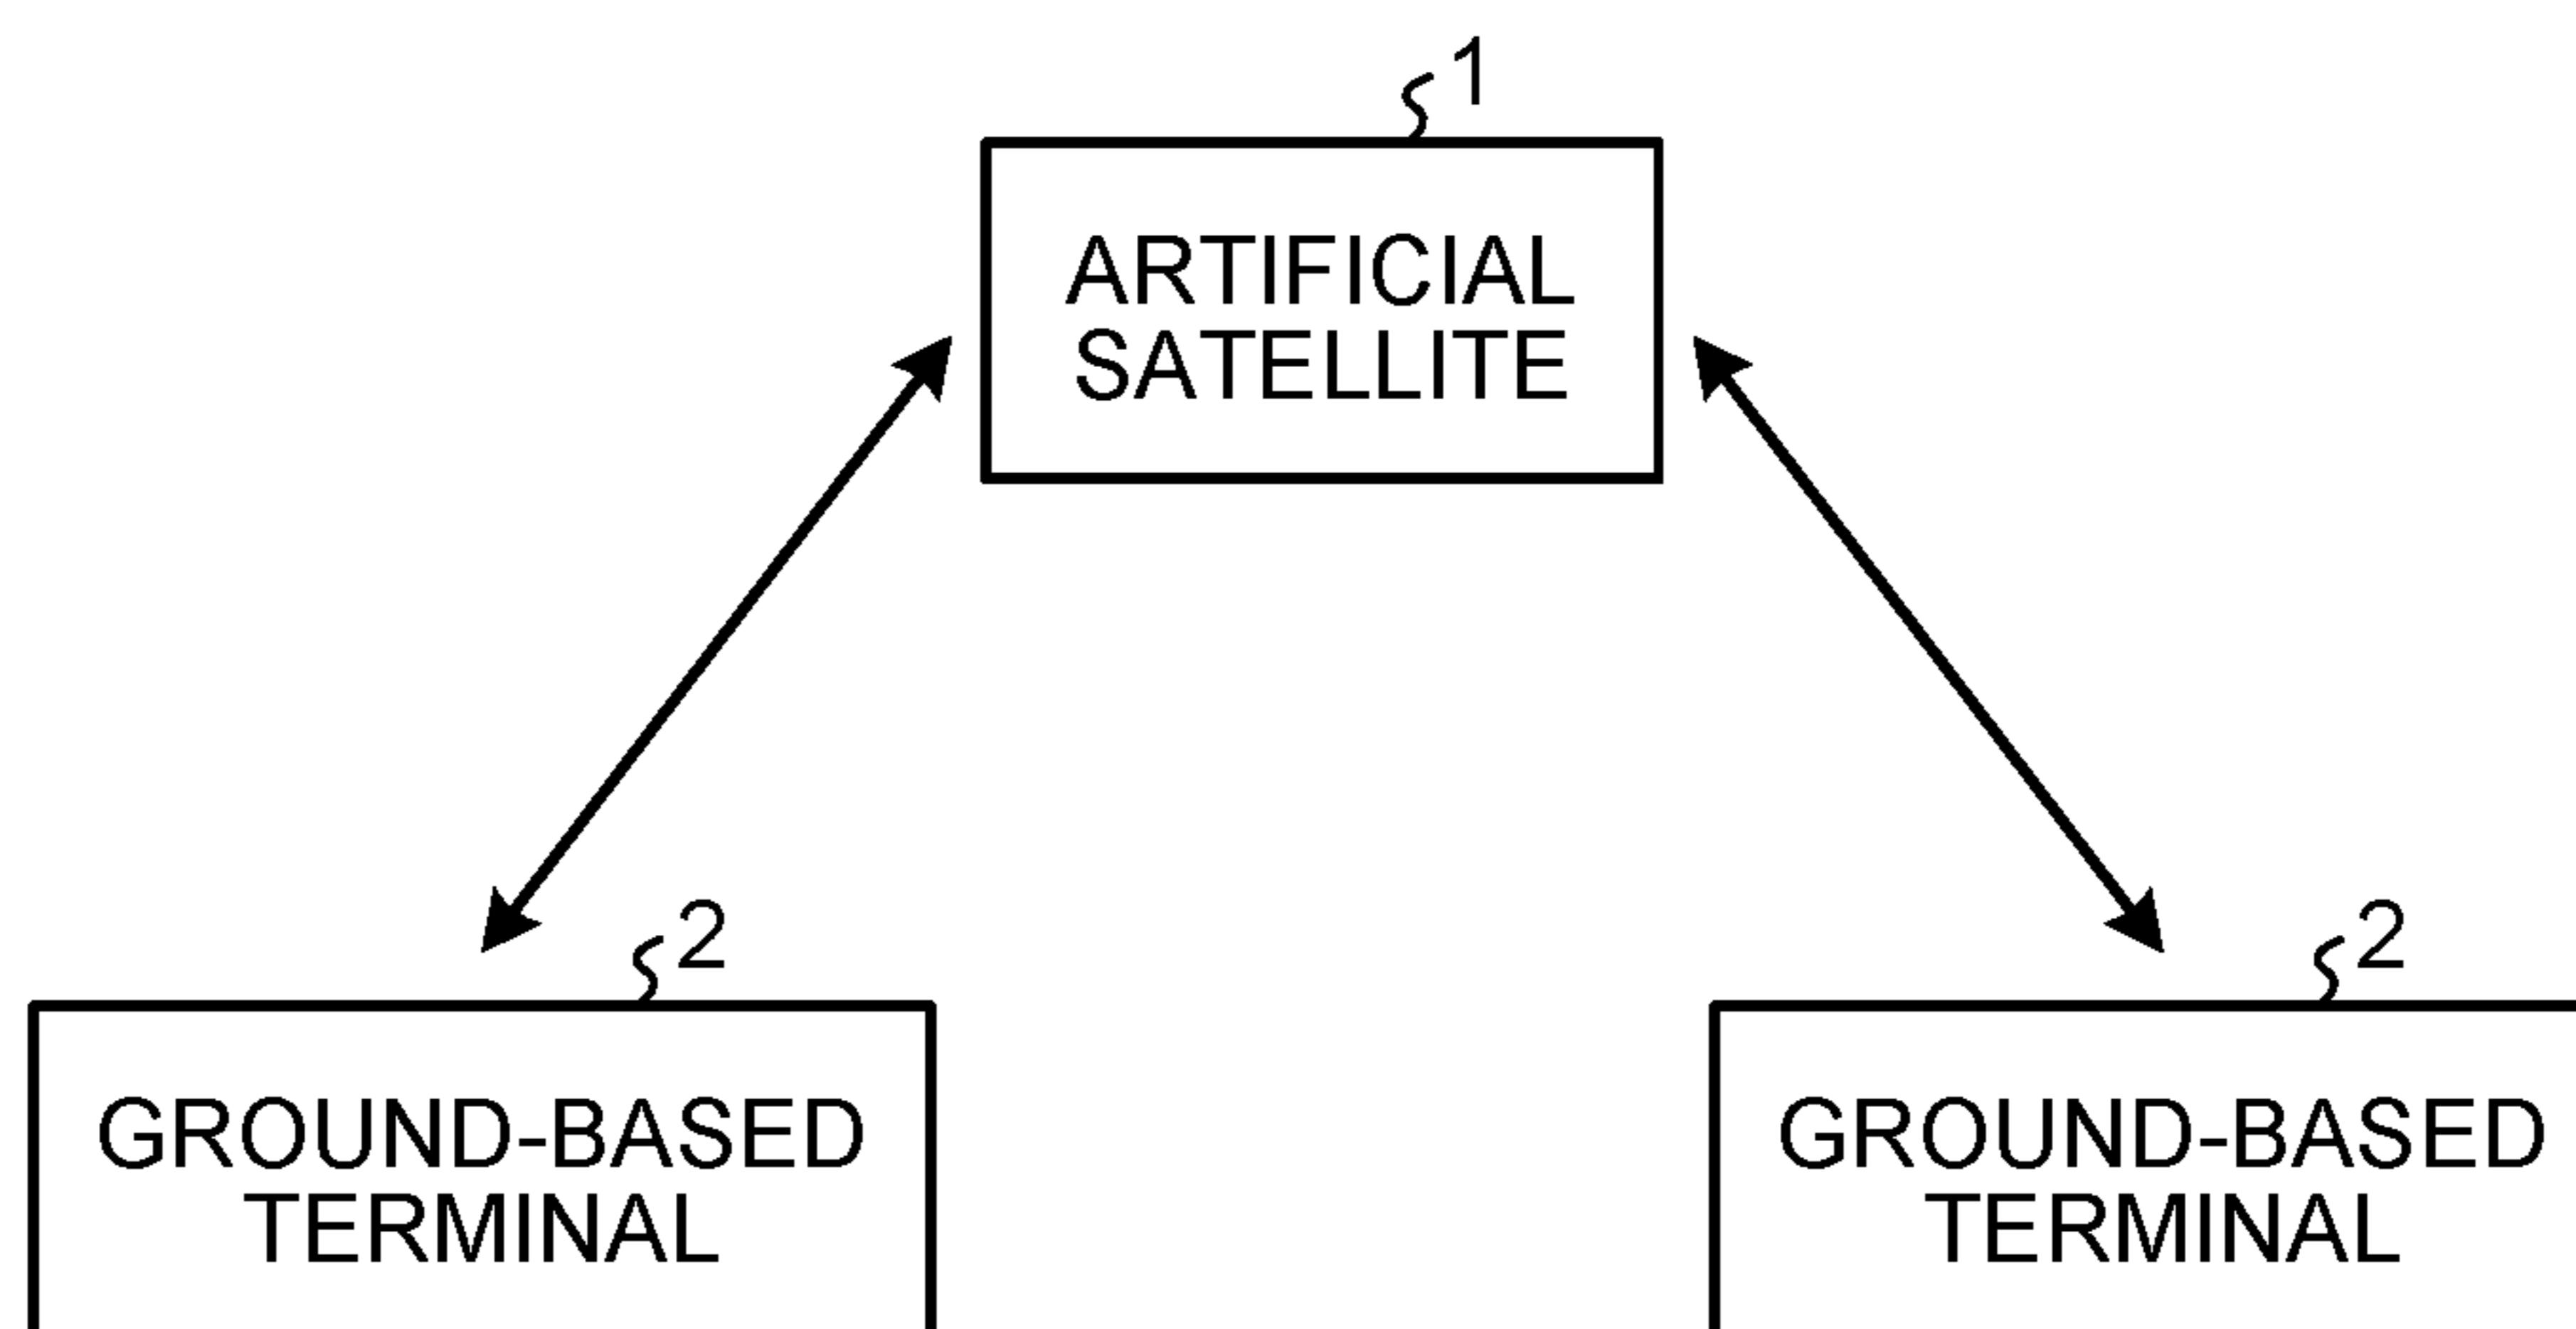 1
ARTIFICIAL
SATELLITE
2
GROUND-BASED
TERMINAL
2
GROUND-BASED
TERMINAL